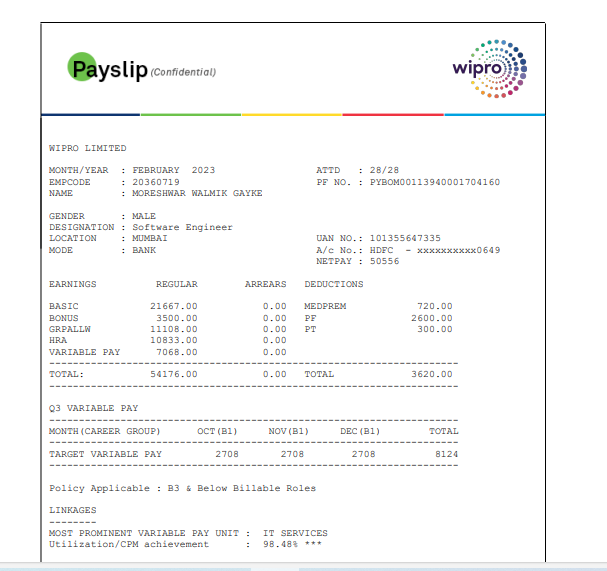 Payslip (Confidential)
wipro
WIPRO LIMITED
MONTH/YEAR : FEBRUARY 2023 ATTD : 28/28
EMPCODE : 20360719 PF NO. : PYBOM00113940001704160
NAME : MORESHWAR WALMIK GAYKE
GENDER : MALE
DESIGNATION : Software Engineer
LOCATION : MUMBAI UAN NO.: 101355647335
MODE : BANK A/c No.: HDFC - xxxxxxxxxx0649
NETPAY : 50556
EARNINGS REGULAR ARREARS DEDUCTIONS
BASIC 21667.00 0.00 MEDPREM 720.00
BONUS 3500.00 0.00 PF 2600.00
GRPALLW 11108.00 0.00 PT 300.00
HRA 10833.00 0.00
VARIABLE PAY 7068.00 0.00
TOTAL: 54176.00 0.00 TOTAL 3620.00
Q3 VARIABLE PAY
MONTH(CAREER GROUP) OCT(B1) NOV(B1) DEC(B1) TOTAL
TARGET VARIABLE PAY 2708 2708 2708 8124
Policy Applicable : B3 & Below Billable Roles
LINKAGES
MOST PROMINENT VARIABLE PAY UNIT : IT SERVICES
Utilization/CPM achievement : 98.48% ***